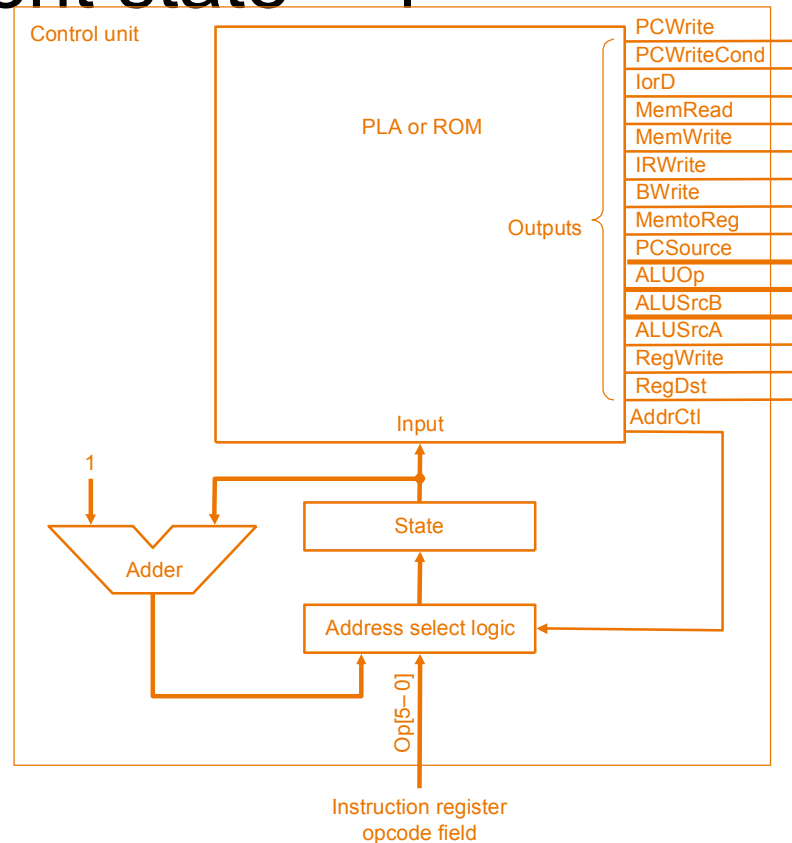 Control unit
PLA or ROM
Outputs
PCWrite
PCWriteCond
IorD
MemRead
MemWrite
IRWrite
BWrite
MemtoReg
PCSource
ALUOp
ALUSrcB
ALUSrcA
RegWrite
RegDst
AddrCtl
Input
1
State
Adder
Address select logic
Op[5–0]
Instruction register
opcode field